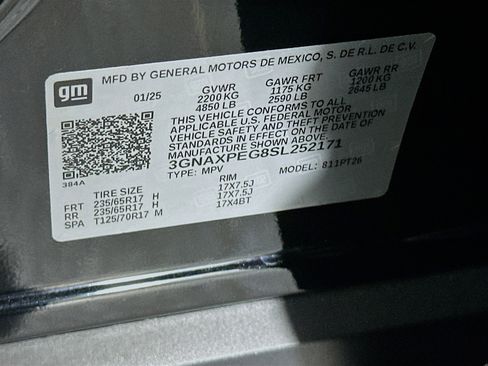 gm
MFD BY GENERAL MOTORS DE MEXICO, S. DE R.L. DE C.V.
01/25 GVWR GAWR FRT GAWR RR
2200 KG 1175 KG 1200 KG
4850 LB 2590 LB 2645 LB
THIS VEHICLE CONFORMS TO ALL
APPLICABLE U.S. FEDERAL MOTOR
VEHICLE SAFETY AND THEFT PREVENTION
STANDARDS IN EFFECT ON THE DATE OF
MANUFACTURE SHOWN ABOVE.
3GNAXPEG8SL252171
384A
TYPE: MPV MODEL: 811PT26
TIRE SIZE RIM
FRT 235/65R17 H 17X7.5J
RR 235/65R17 H 17X7.5J
SPA T125/70R17 M 17X4BT